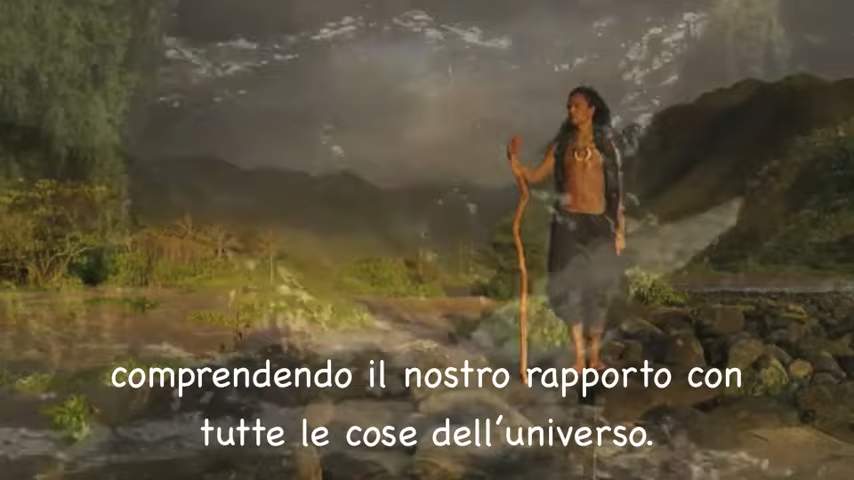 comprendendo il nostro rapporto con
tutte le cose dell'universo.